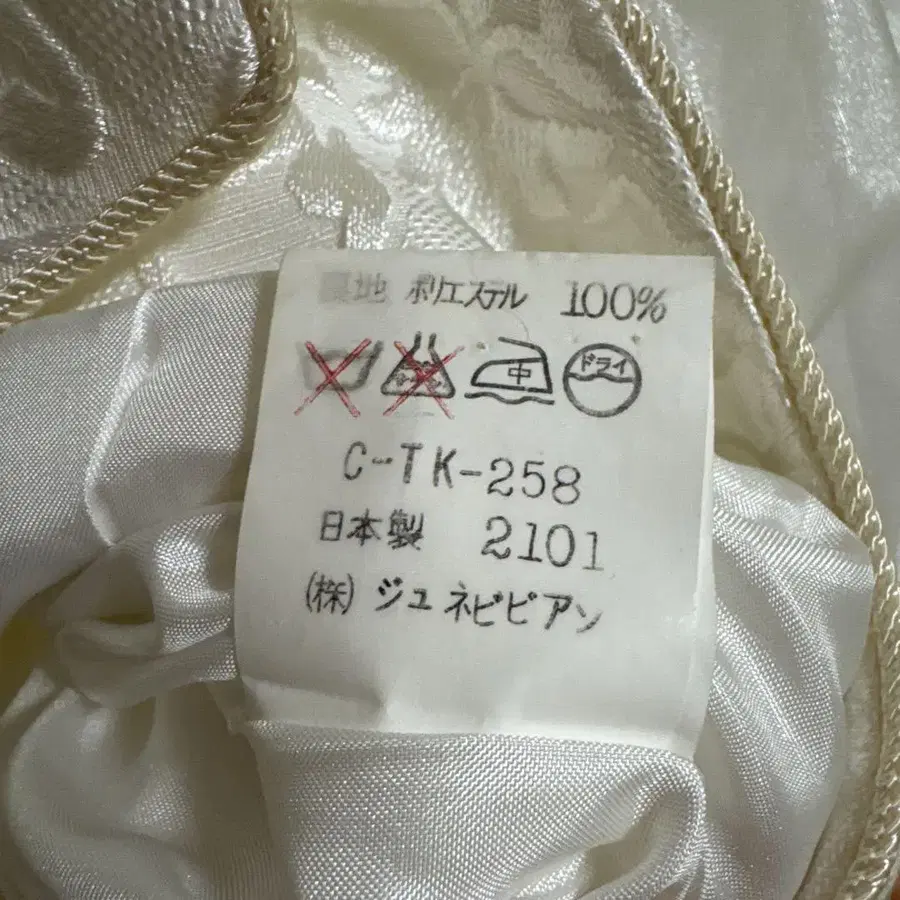 裏地 ポリエステル 100%
中 ドライ
C-TK-258
日本製 2101
(株) ジュネビビアン